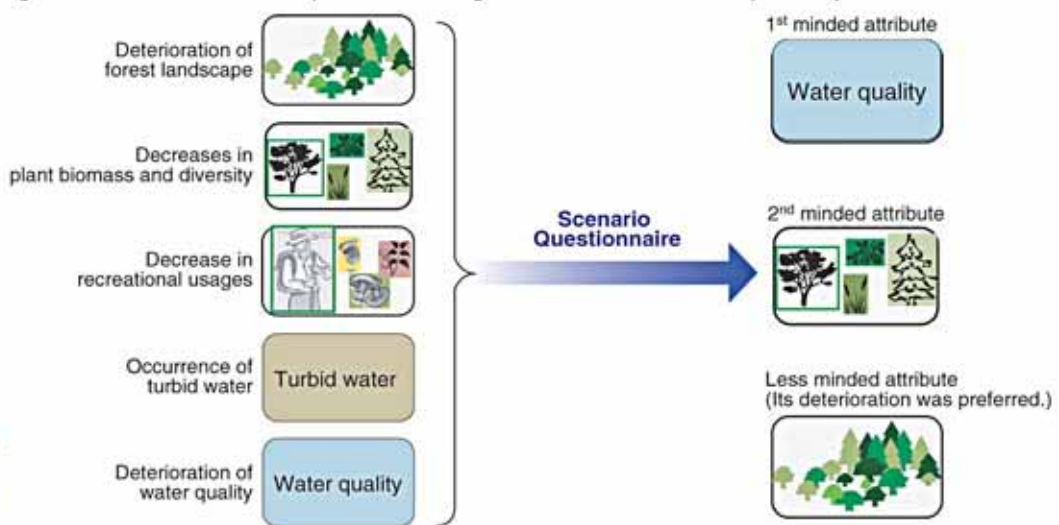 Deterioration of
forest landscape
Decreases in
plant biomass and diversity
Decrease in
recreational usages
Occurrence of
turbid water
Turbid water
Deterioration of
water quality
Water quality
Scenario
Questionnaire
1st minded attribute
Water quality
2nd minded attribute
Less minded attribute
(Its deterioration was preferred.)